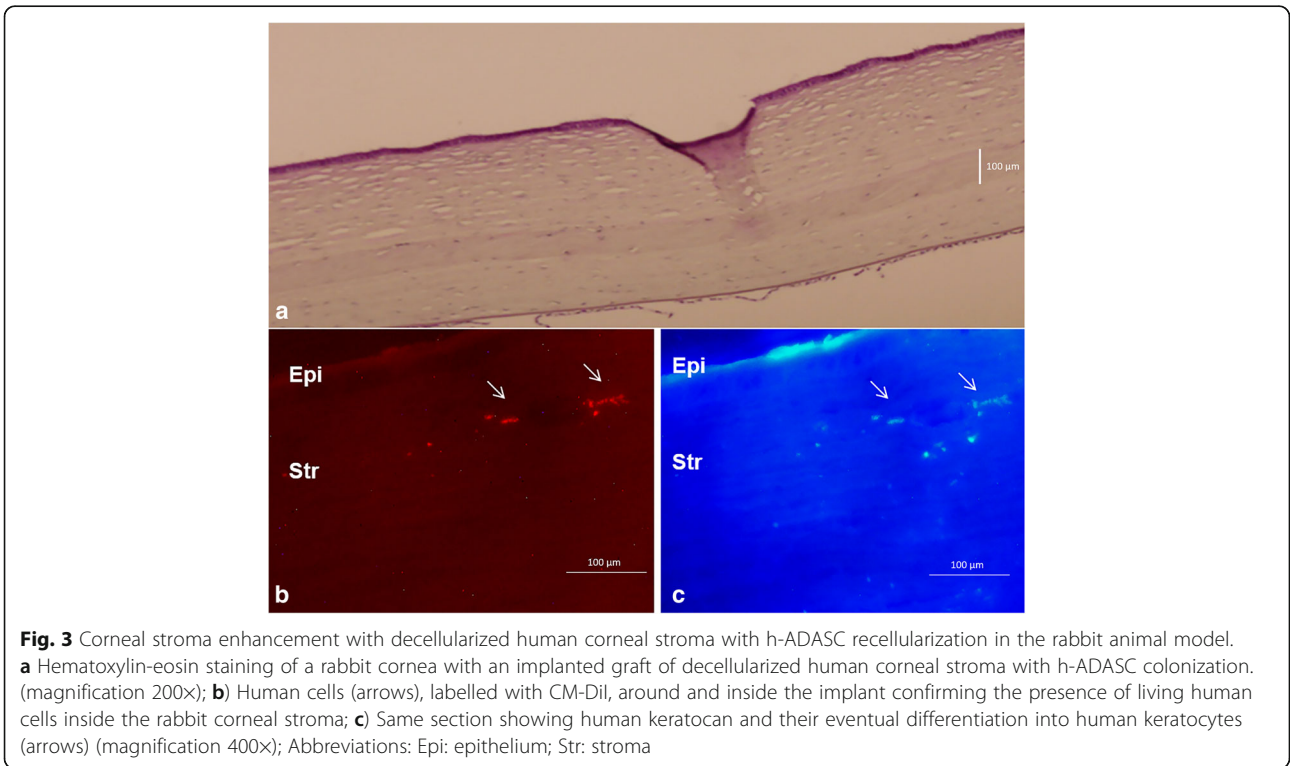 100 µm
a
Epi
Str
100 µm
b
Epi
Str
100 µm
c
Fig. 3 Corneal stroma enhancement with decellularized human corneal stroma with h-ADASC recellularization in the rabbit animal model.
a Hematoxylin-eosin staining of a rabbit cornea with an implanted graft of decellularized human corneal stroma with h-ADASC colonization.
(magnification 200×); b) Human cells (arrows), labelled with CM-DiI, around and inside the implant confirming the presence of living human
cells inside the rabbit corneal stroma; c) Same section showing human keratocan and their eventual differentiation into human keratocytes
(arrows) (magnification 400×); Abbreviations: Epi: epithelium; Str: stroma